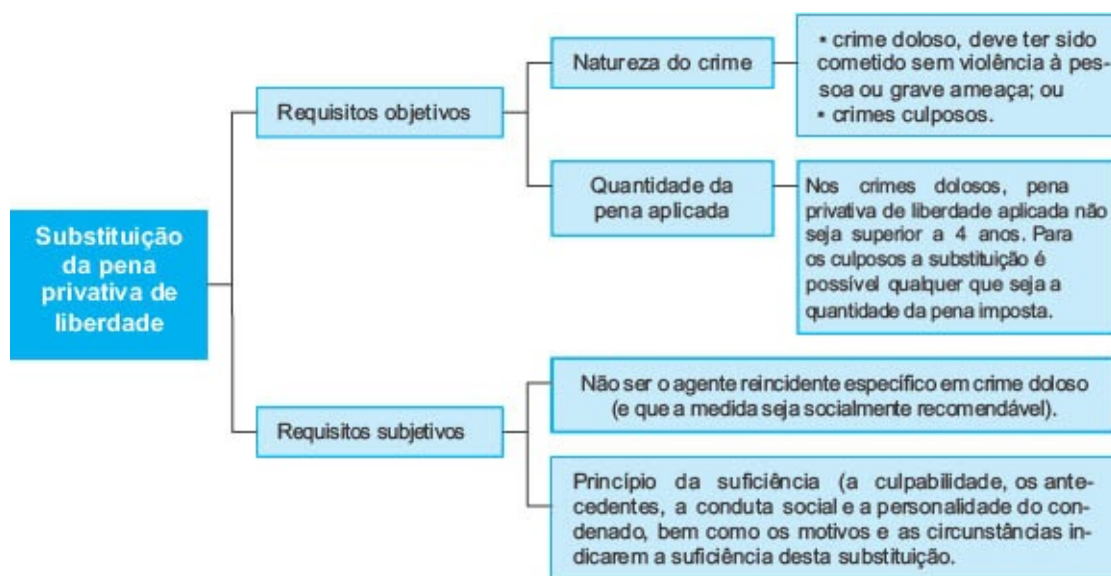 Substituição
da pena
privativa de
liberdade
Requisitos objetivos
Natureza do crime
• crime doloso, deve ter sido
cometido sem violência à pes-
soa ou grave ameaça; ou
• crimes culposos.
Quantidade da
pena aplicada
Nos crimes dolosos, pena
privativa de liberdade aplicada não
seja superior a 4 anos. Para
os culposos a substituição é
possível qualquer que seja a
quantidade da pena imposta.
Requisitos subjetivos
Não ser o agente reincidente específico em crime doloso
(e que a medida seja socialmente recomendável).
Princípio da suficiência (a culpabilidade, os ante-
cedentes, a conduta social e a personalidade do con-
denado, bem como os motivos e as circunstâncias in-
dicarem a suficiência desta substituição.